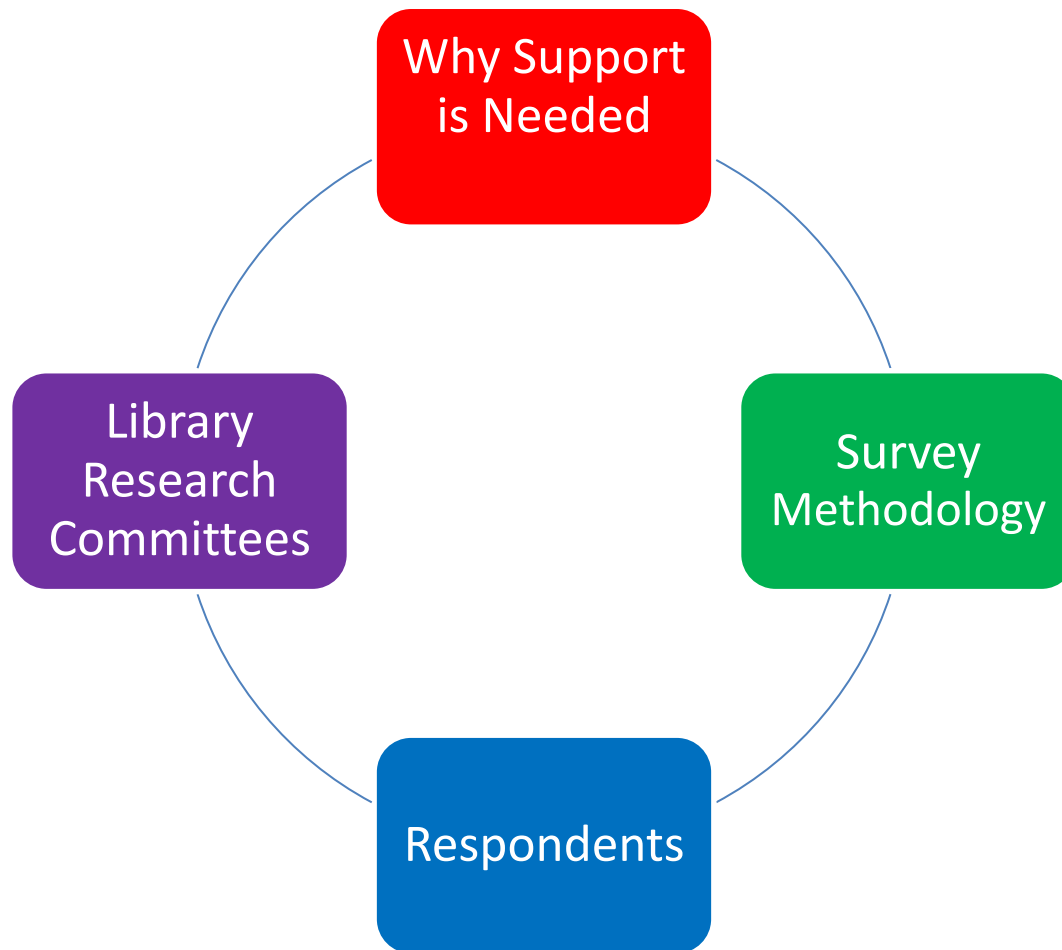 Why Support
is Needed
Survey
Methodology
Respondents
Library
Research
Committees